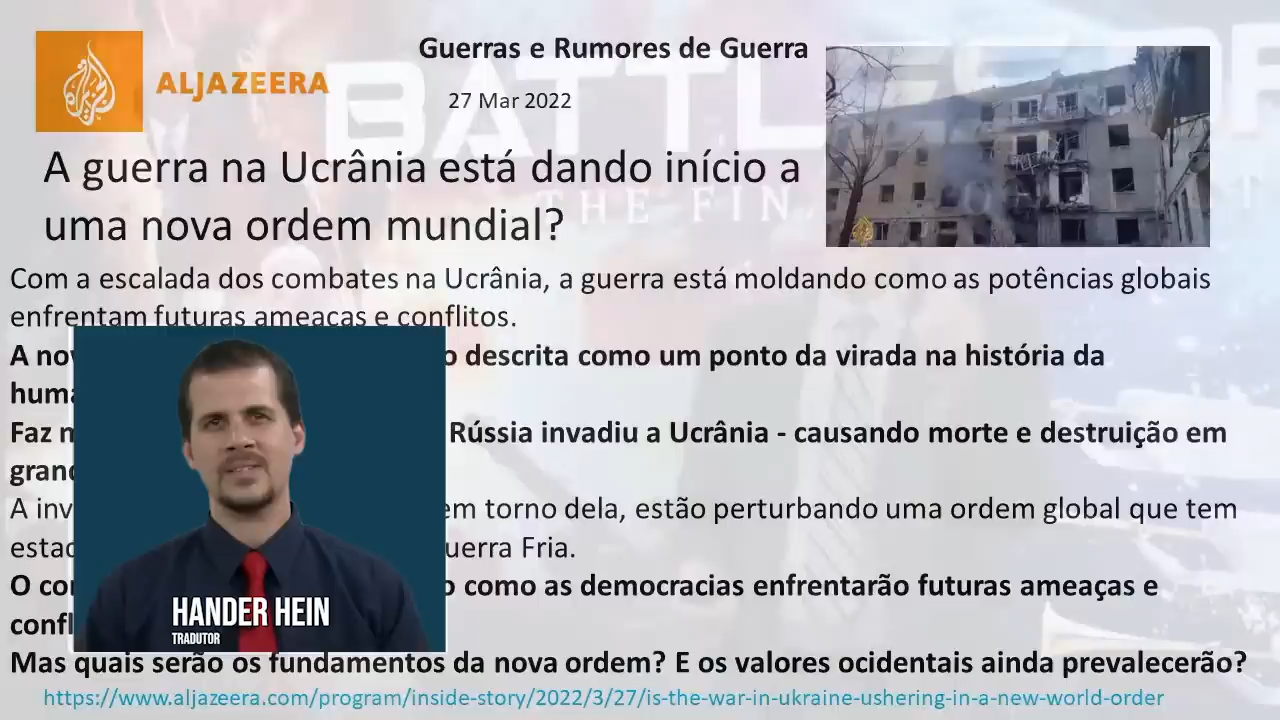 ALJAZEERA
Guerras e Rumores de Guerra
27 Mar 2022
A guerra na Ucrânia está dando início a
uma nova ordem mundial?
BATTLE
THE FIN
Com a escalada dos combates na Ucrânia, a guerra está moldando como as potências globais
enfrentam futuras ameaças e conflitos.
A descrita como um ponto da virada na história da
Faz Rússia invadiu a Ucrânia - causando morte e destruição em
A em torno dela, estão perturbando uma ordem global que tem
Fria.
O como as democracias enfrentarão futuras ameaças e
HANDER HEIN
TRADUTOR
Mas quais serão os fundamentos da nova ordem? E os valores ocidentais ainda prevalecerão?
https://www.aljazeera.com/program/inside-story/2022/3/27/is-the-war-in-ukraine-ushering-in-a-new-world-order